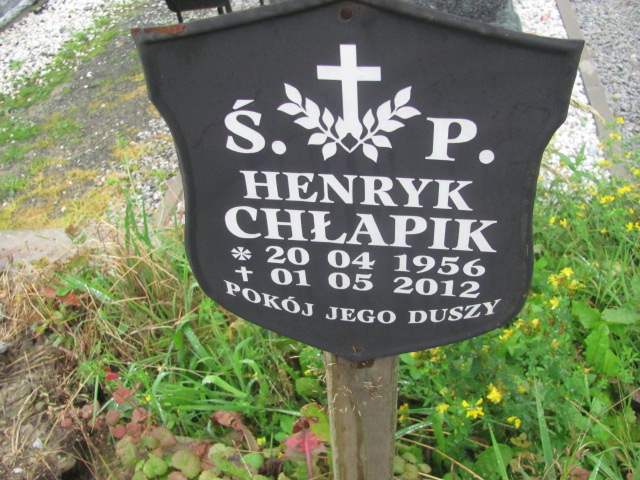 Ś. P.
HENRYK
CHŁAPIK
* 20 04 1956
✝ 01 05 2012
POKÓJ JEGO DUSZY